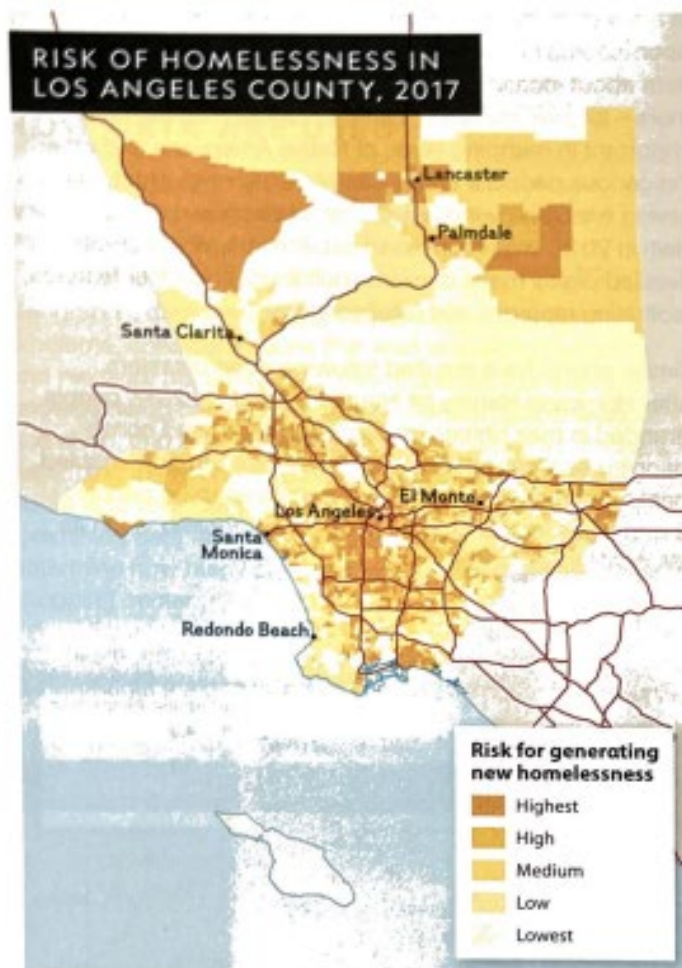 RISK OF HOMELESSNESS IN
LOS ANGELES COUNTY, 2017
Lancaster
Palmdale
Santa Clarita
El Monte
Los Angeles
Santa
Monica
Redondo Beach
Risk for generating
new homelessness
Highest
High
Medium
Low
Lowest